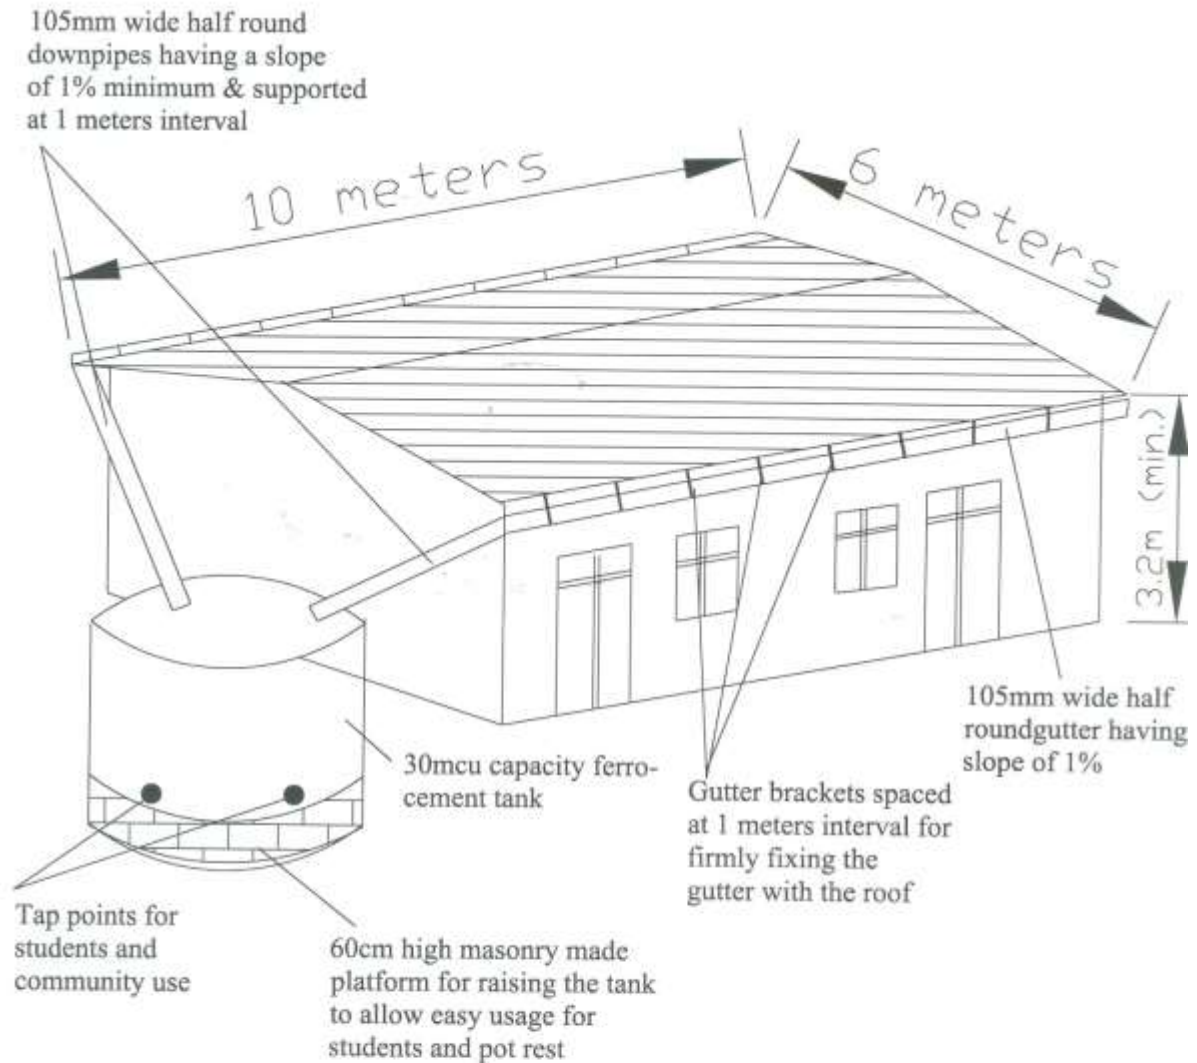 105mm wide half round
downpipes having a slope
of 1% minimum & supported
at 1 meters interval
10 meters
6 meters
3.2m (min.)
105mm wide half
roundgutter having
slope of 1%
30mcu capacity ferro-
cement tank
Gutter brackets spaced
at 1 meters interval for
firmly fixing the
gutter with the roof
Tap points for
students and
community use
60cm high masonry made
platform for raising the tank
to allow easy usage for
students and pot rest